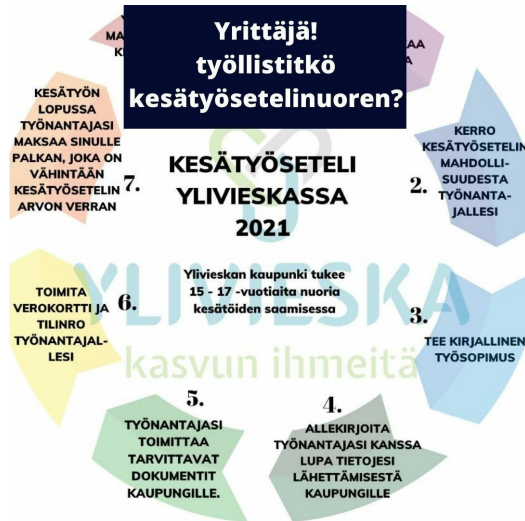 Yrittäjä!
työllistitkö
kesätyösetelinuoren?
KESÄTYÖSETELI
YLIVIESKASSA
2021
Ylivieskan kaupunki tukee
15 - 17 -vuotiaita nuoria
kesätöiden saamisessa
YLIVIESKA
kasvun ihmeitä
2.
KERRO
KESÄTYÖSETELIN
MAHDOLLI-
SUUDESTA
TYÖNANTA-
JALLESI
3.
TEE KIRJALLINEN
TYÖSOPIMUS
4.
ALLEKIRJOITA
TYÖNANTAJASI KANSSA
LUPA TIETOJESI
LÄHETTÄMISESTÄ
KAUPUNGILLE
5.
TYÖNANTAJASI
TOIMITTAA
TARVITTAVAT
DOKUMENTIT
KAUPUNGILLE.
6.
TOIMITA
VEROKORTTI JA
TILINRO
TYÖNANTAJAL-
LESI
7.
KESÄTYÖN
LOPUSSA
TYÖNANTAJASI
MAKSAA SINULLE
PALKAN, JOKA ON
VÄHINTÄÄN
KESÄTYÖSETELIN
ARVON VERRAN